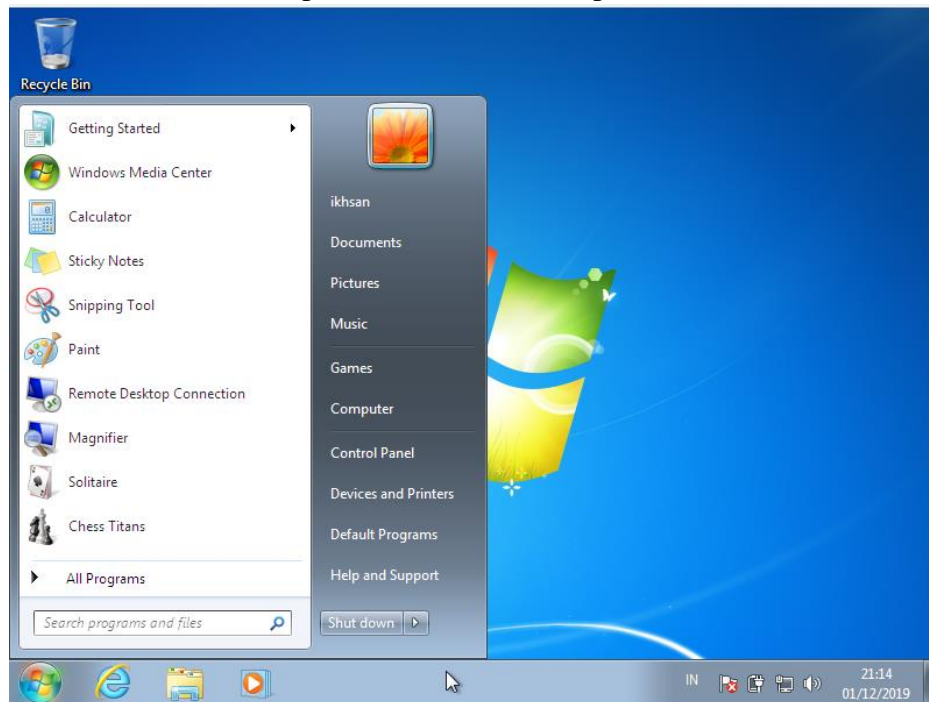 Recycle Bin
Getting Started
Windows Media Center
Calculator
Sticky Notes
Snipping Tool
Paint
Remote Desktop Connection
Magnifier
Solitaire
Chess Titans
All Programs
Search programs and files
ikhsan
Documents
Pictures
Music
Games
Computer
Control Panel
Devices and Printers
Default Programs
Help and Support
Shut down
IN
21:14
01/12/2019